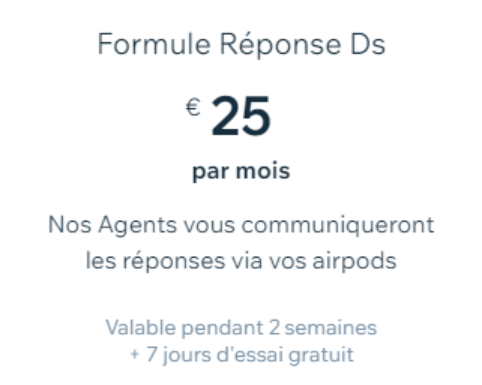 Formule Réponse Ds
€ 25
par mois
Nos Agents vous communiqueront
les réponses via vos airpods
Valable pendant 2 semaines
+ 7 jours d'essai gratuit